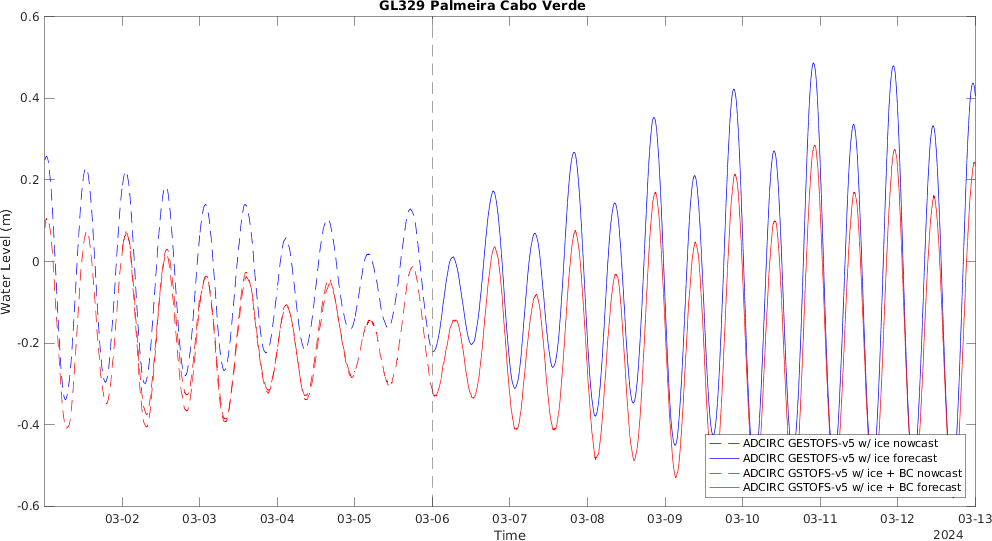 GL329 Palmeira Cabo Verde
0.6
0.4
0.2
0
-0.2
-0.4
-0.6
Water Level (m)
ADCIRC GESTOFS-v5 w/ ice nowcast
ADCIRC GESTOFS-v5 w/ ice forecast
ADCIRC GSTOFS-v5 w/ ice + BC nowcast
ADCIRC GSTOFS-v5 w/ ice + BC forecast
03-02 03-03 03-04 03-05 03-06 03-07 03-08 03-09 03-10 03-11 03-12 03-13
Time
2024